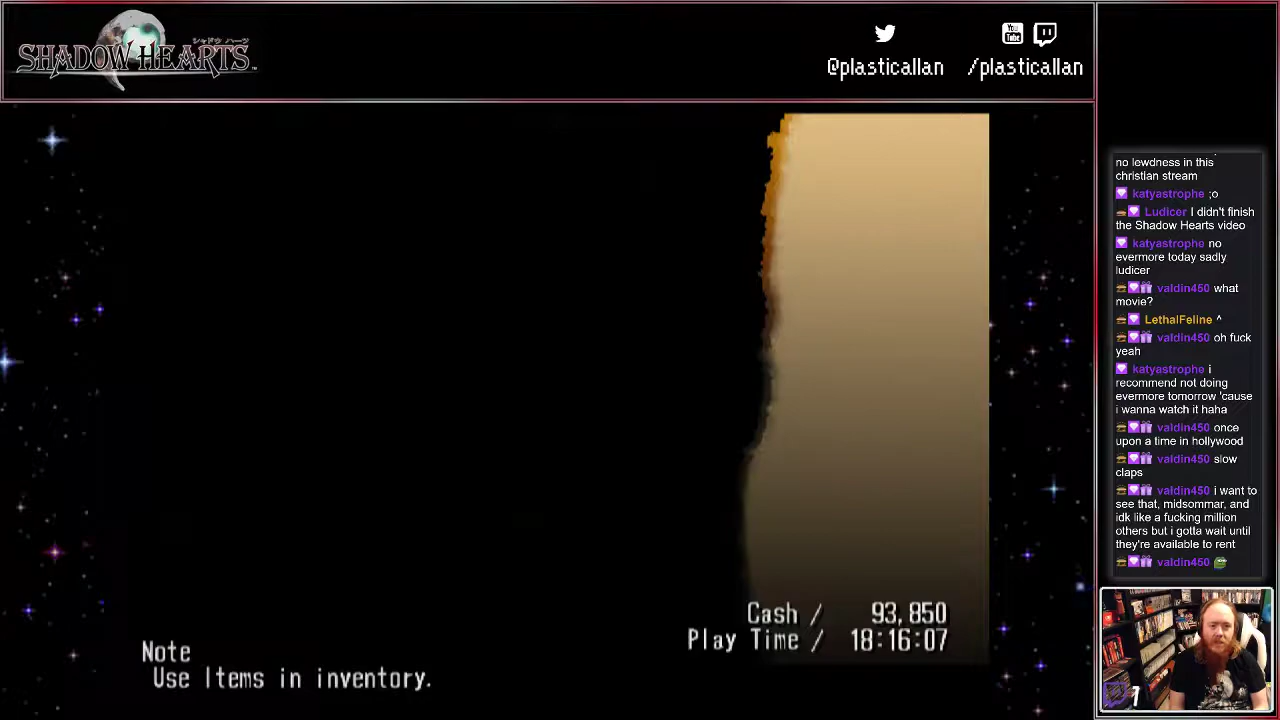 シャドウ ハーツ
SHADOW HEARTS
@plasticallan
/plasticallan
You Tube
no lewdness in this
christian stream
katyastrophe ;o
Ludicer I didn't finish
the Shadow Hearts video
katyastrophe no
evermore today sadly
ludicer
valdin450 what
movie?
LethalFeline ^
valdin450 oh fuck
yeah
katyastrophe i
recommend not doing
evermore tomorrow 'cause
i wanna watch it haha
valdin450 once
upon a time in hollywood
valdin450 slow
claps
valdin450 i want to
see that, midsommar, and
idk like a fucking million
others but i gotta wait until
they're available to rent
valdin450
Cash / 93,850
Play Time / 18:16:07
Note
Use Items in inventory.